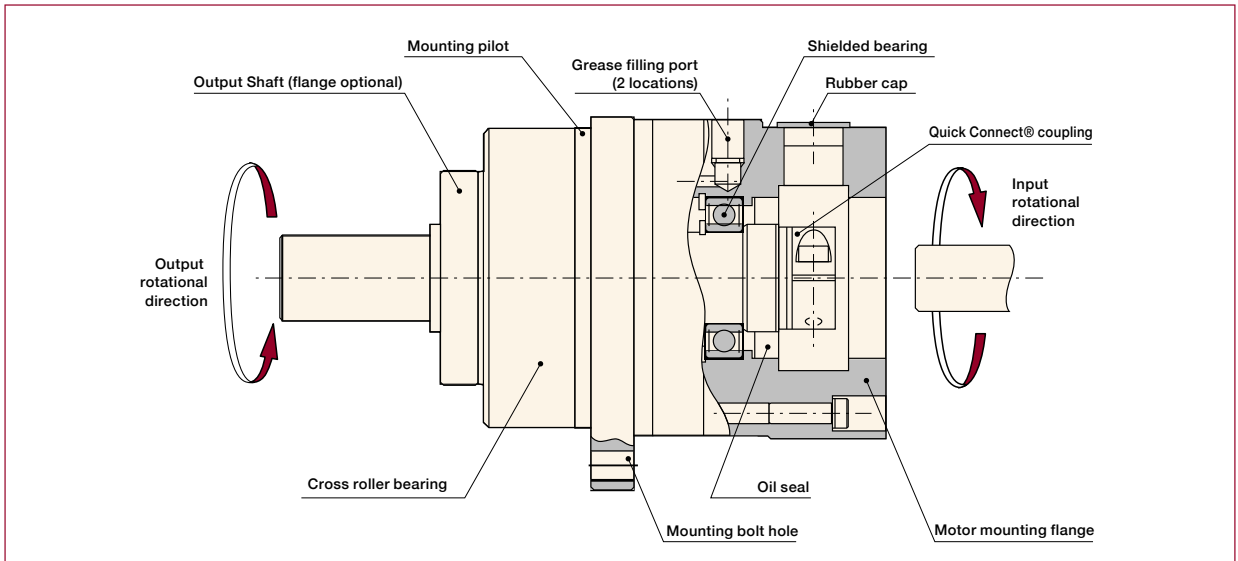 Mounting pilot
Shielded bearing
Grease filling port
(2 locations)
Output Shaft (flange optional)
Rubber cap
Quick Connect® coupling
Input
rotational
direction
Output
rotational
direction
Cross roller bearing
Oil seal
Mounting bolt hole
Motor mounting flange